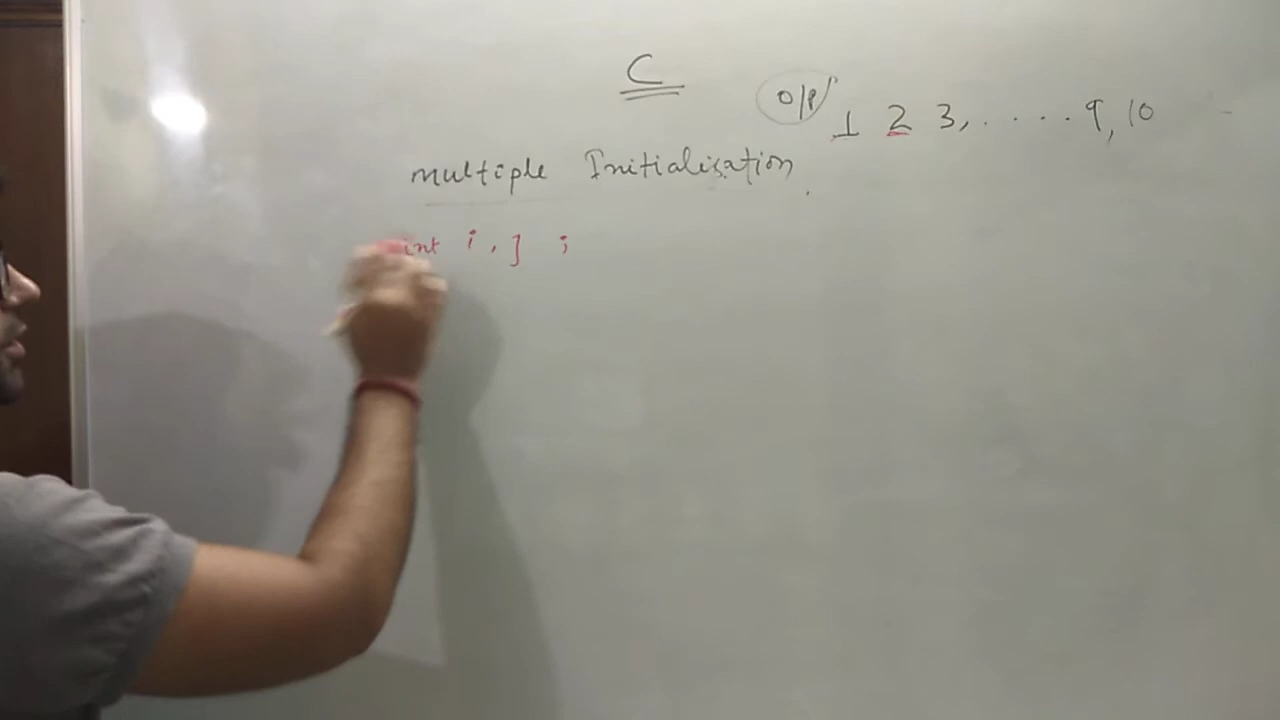 C
o/p 1 2 3, . . . . . 9, 10
multiple Initialisation
int i, j ;